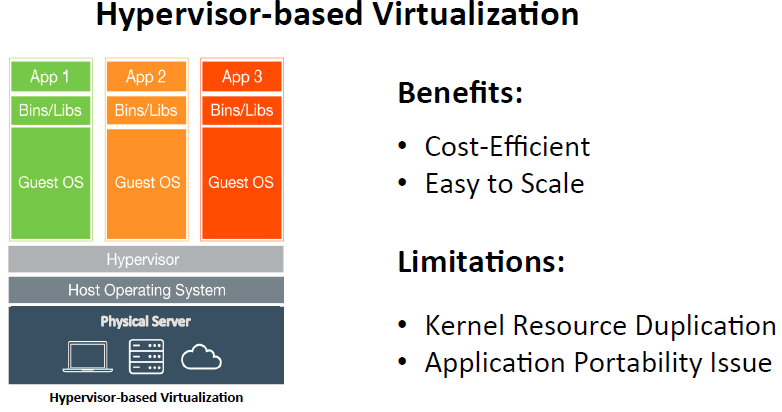 Hypervisor-based Virtualization
App 1
App 2
App 3
Bins/Libs
Bins/Libs
Bins/Libs
Guest OS
Guest OS
Guest OS
Hypervisor
Host Operating System
Physical Server
Hypervisor-based Virtualization
Benefits:
• Cost-Efficient
• Easy to Scale
Limitations:
• Kernel Resource Duplication
• Application Portability Issue